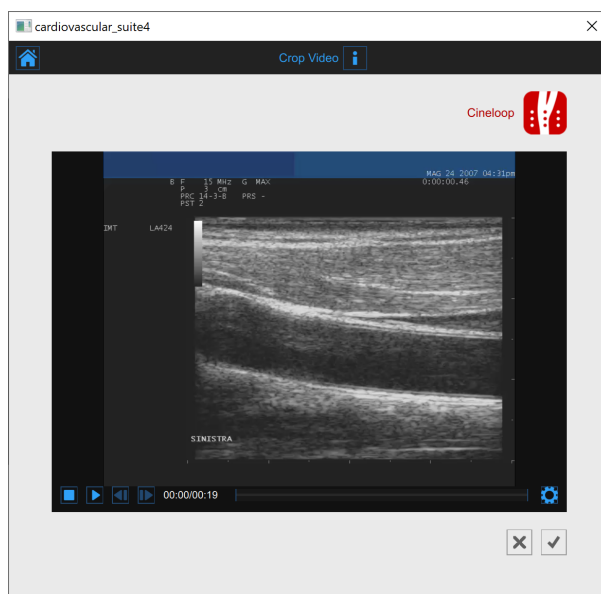 cardiovascular_suite4
Crop Video
Cineloop
MAG 24 2007 04:31pm
B F 15 MHz G MAX 0:00:00.46
P 3 cm
PRC 14-3-B PRS -
PST 2
IMT LA424
SINISTRA
00:00/00:19